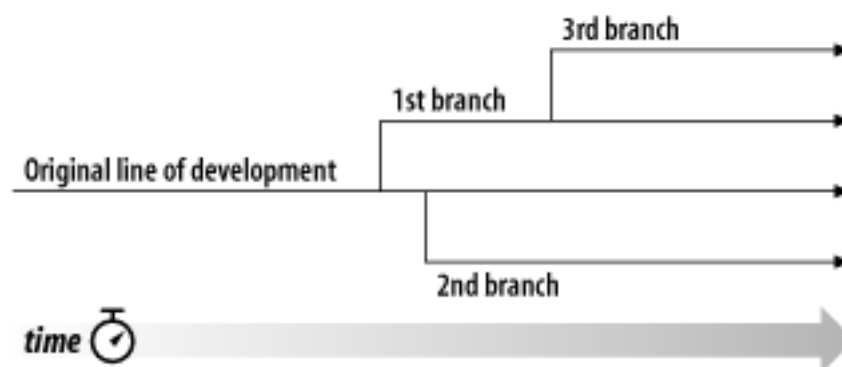 3rd branch
1st branch
Original line of development
2nd branch
time